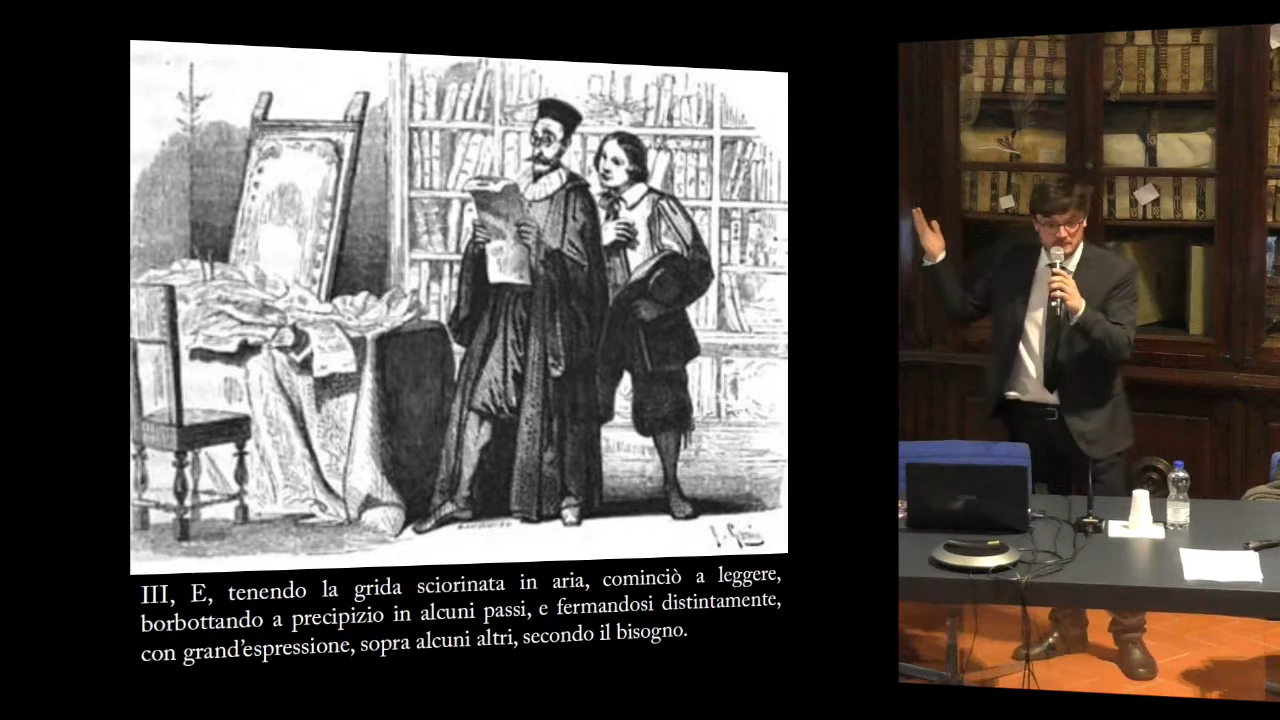 III, E, tenendo la grida sciorinata in aria, cominciò a leggere,
borbottando a precipizio in alcuni passi, e fermandosi distintamente,
con grand'espressione, sopra alcuni altri, secondo il bisogno.